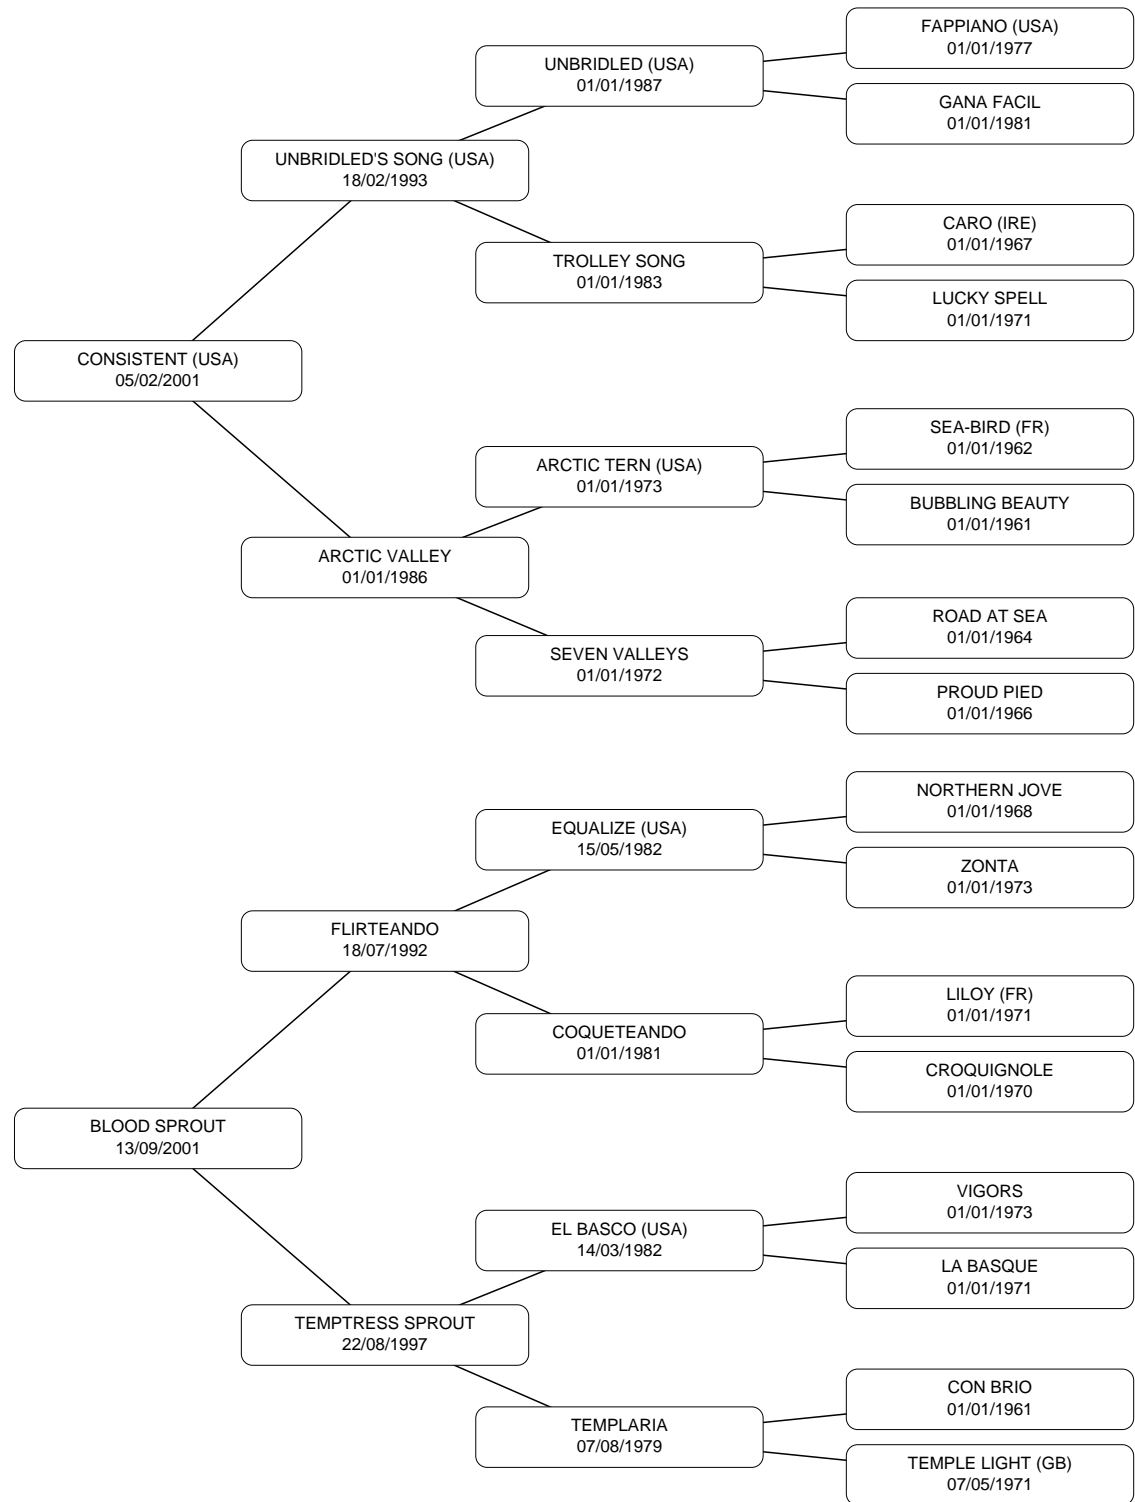 FAPPIANO (USA)
01/01/1977
UNBRIDLED (USA)
01/01/1987
GANA FACIL
01/01/1981
UNBRIDLED'S SONG (USA)
18/02/1993
CARO (IRE)
01/01/1967
TROLLEY SONG
01/01/1983
LUCKY SPELL
01/01/1971
CONSISTENT (USA)
05/02/2001
SEA-BIRD (FR)
01/01/1962
ARCTIC TERN (USA)
01/01/1973
BUBBLING BEAUTY
01/01/1961
ARCTIC VALLEY
01/01/1986
ROAD AT SEA
01/01/1964
SEVEN VALLEYS
01/01/1972
PROUD PIED
01/01/1966
NORTHERN JOVE
01/01/1968
EQUALIZE (USA)
15/05/1982
ZONTA
01/01/1973
FLIRTEANDO
18/07/1992
LILOY (FR)
01/01/1971
COQUETEANDO
01/01/1981
CROQUIGNOLE
01/01/1970
BLOOD SPROUT
13/09/2001
VIGORS
01/01/1973
EL BASCO (USA)
14/03/1982
LA BASQUE
01/01/1971
TEMPTRESS SPROUT
22/08/1997
CON BRIO
01/01/1961
TEMPLARIA
07/08/1979
TEMPLE LIGHT (GB)
07/05/1971